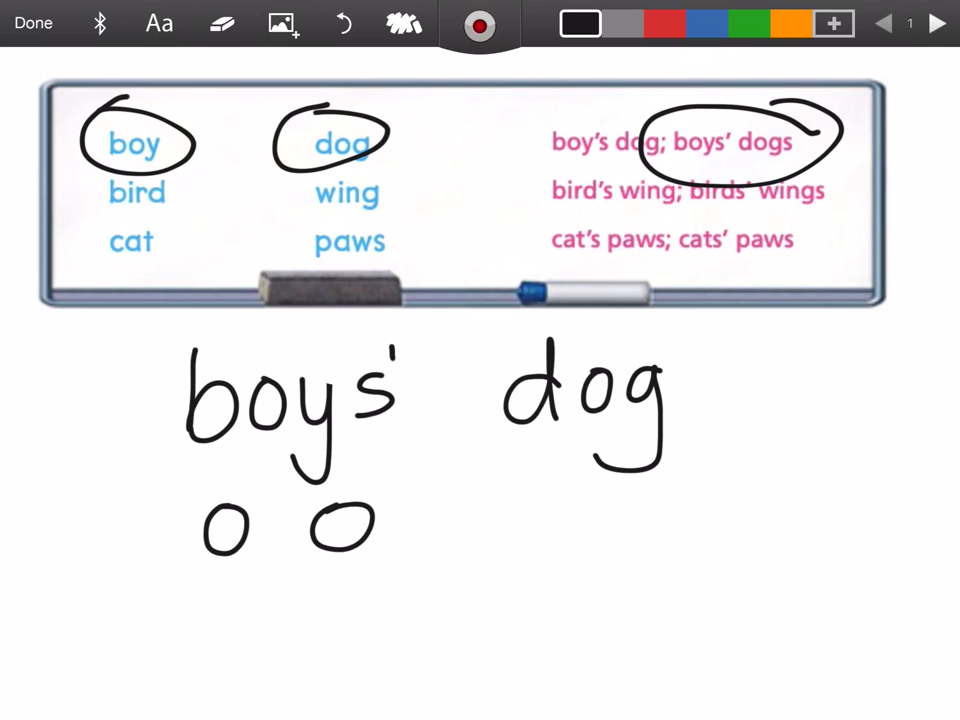 Done Aa 1
boy dog boy's dog; boys' dogs
bird wing bird's wing; birds' wings
cat paws cat's paws; cats' paws
boys' dog